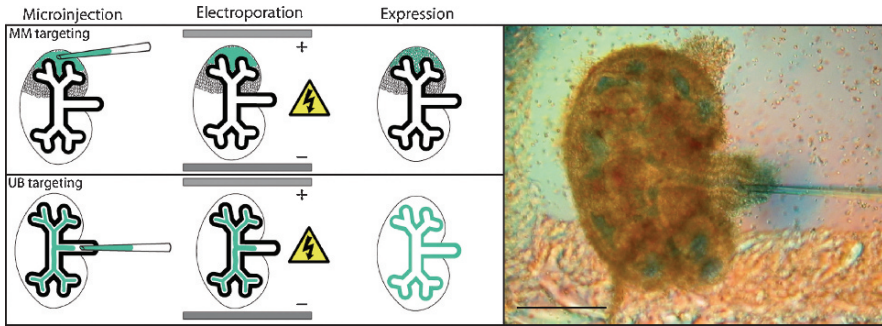 Microinjection Electroporation Expression
MM targeting
+
−
UB targeting
+
−